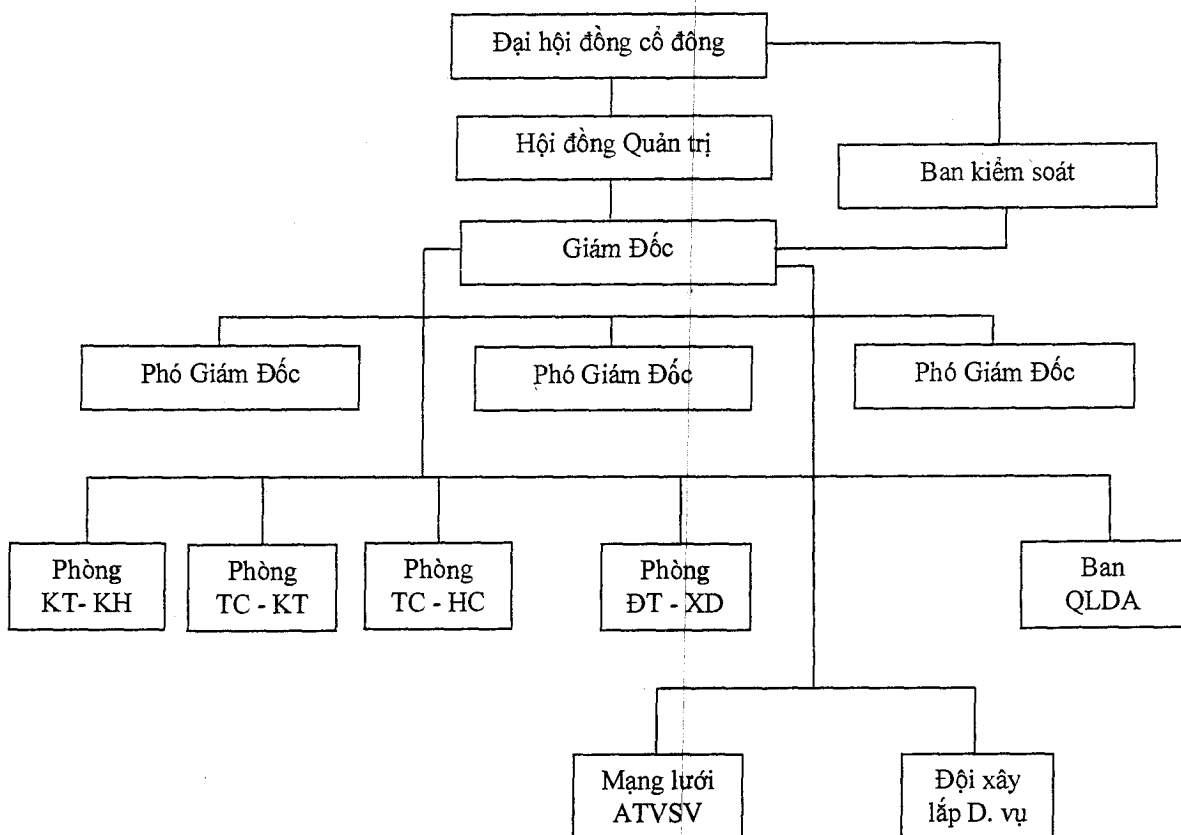 Đại hội đồng cổ đông
Hội đồng Quản trị
Ban kiểm soát
Giám Đốc
Phó Giám Đốc
Phó Giám Đốc
Phó Giám Đốc
Phòng
KT- KH
Phòng
TC - KT
Phòng
TC - HC
Phòng
ĐT - XD
Ban
QLDA
Mạng lưới
ATVSV
Đội xây
lắp D. vụ